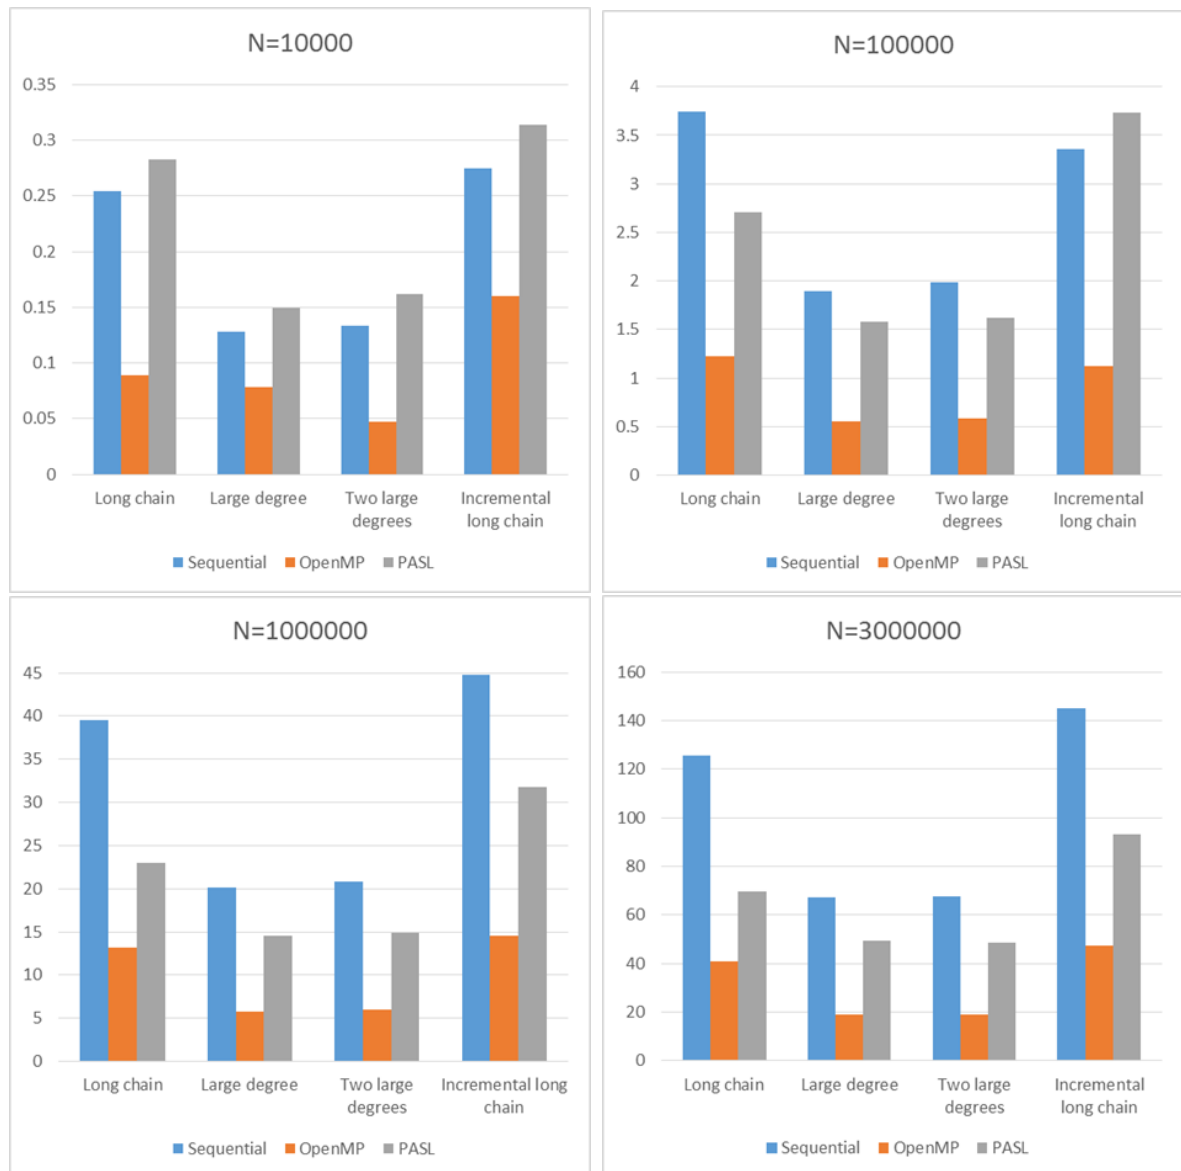 N=10000
0.35
0.3
0.25
0.2
0.15
0.1
0.05
0
Long chain
Large degree
Two large
degrees
Incremental
long chain
Sequential OpenMP PASL
N=100000
4
3.5
3
2.5
2
1.5
1
0.5
0
Long chain
Large degree
Two large
degrees
Incremental
long chain
Sequential OpenMP PASL
N=1000000
45
40
35
30
25
20
15
10
5
0
Long chain
Large degree
Two large
degrees
Incremental long
chain
Sequential OpenMP PASL
N=3000000
160
140
120
100
80
60
40
20
0
Long chain
Large degree
Two large
degrees
Incremental
long chain
Sequential OpenMP PASL